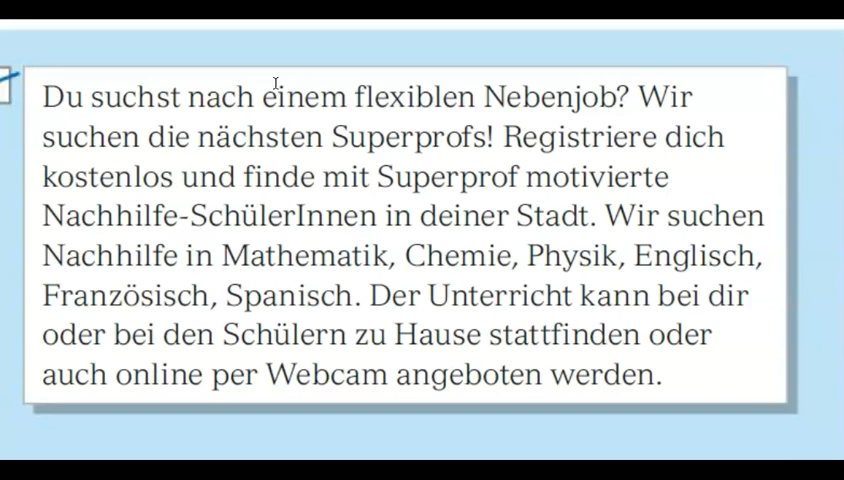 Du suchst nach einem flexiblen Nebenjob? Wir
suchen die nächsten Superprofs! Registriere dich
kostenlos und finde mit Superprof motivierte
Nachhilfe-SchülerInnen in deiner Stadt. Wir suchen
Nachhilfe in Mathematik, Chemie, Physik, Englisch,
Französisch, Spanisch. Der Unterricht kann bei dir
oder bei den Schülern zu Hause stattfinden oder
auch online per Webcam angeboten werden.